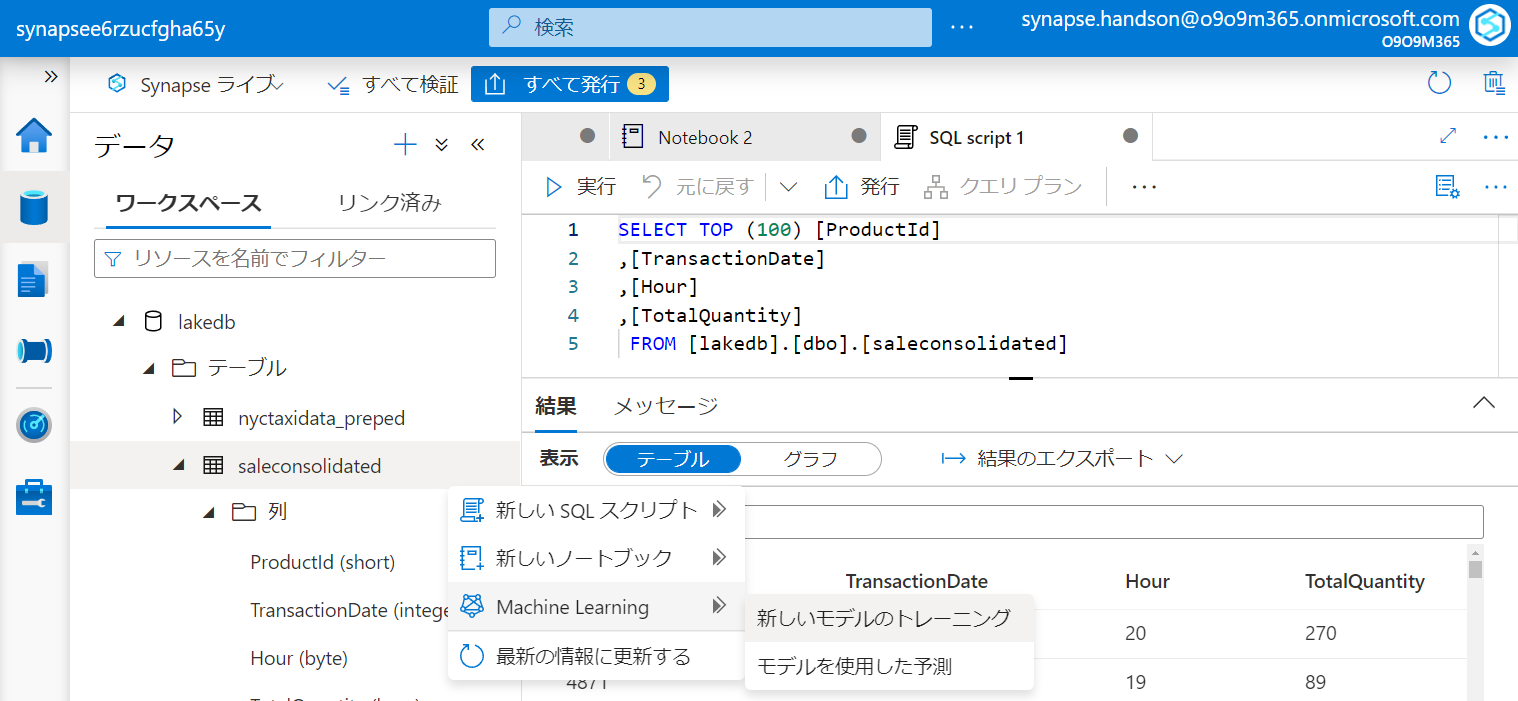 synapsee6rzucfgha65y
検索
synapse.handson@o9o9m365.onmicrosoft.com
O9O9M365
Synapse ライブ
すべて検証
すべて発行 3
データ
ワークスペース
リンク済み
リソースを名前でフィルター
lakedb
テーブル
nyctaxidata_preped
saleconsolidated
列
ProductId (short)
TransactionDate (intege
Hour (byte)
Notebook 2
SQL script 1
実行
元に戻す
発行
クエリ プラン
1 SELECT TOP (100) [ProductId]
2 ,[TransactionDate]
3 ,[Hour]
4 ,[TotalQuantity]
5 FROM [lakedb].[dbo].[saleconsolidated]
結果
メッセージ
表示
テーブル
グラフ
結果のエクスポート
新しい SQL スクリプト
新しいノートブック
Machine Learning
最新の情報に更新する
新しいモデルのトレーニング
モデルを使用した予測
TransactionDate Hour TotalQuantity
20 270
4871 19 89